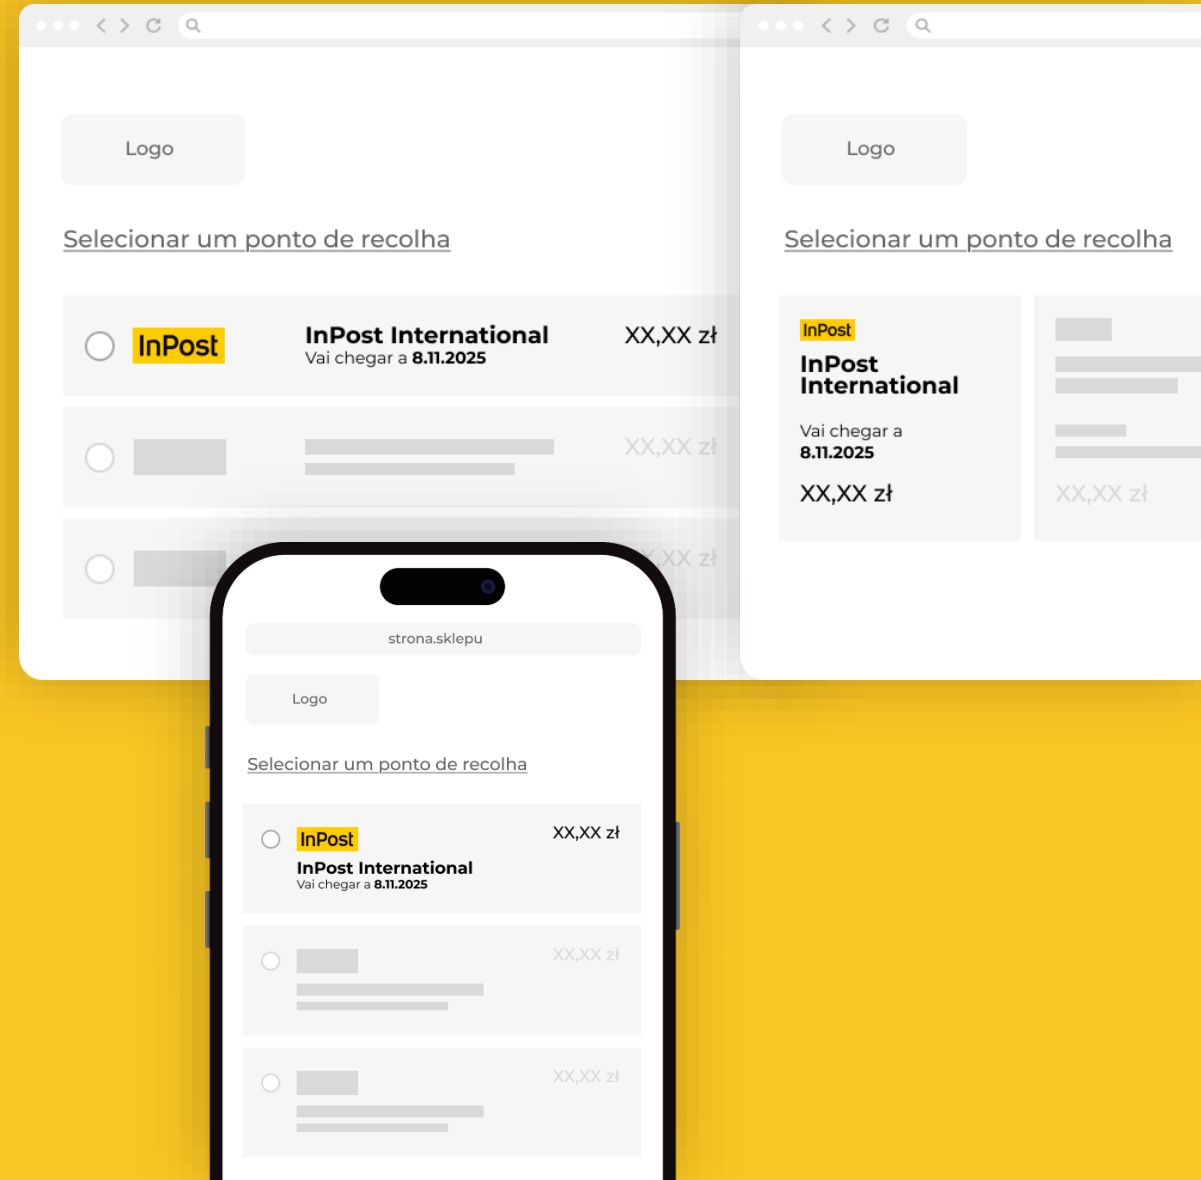 Logo
Selecionar um ponto de recolha
InPost
InPost International
Vai chegar a 8.11.2025
XX,XX zł
XX,XX zł
XX,XX zł
Logo
Selecionar um ponto de recolha
InPost
InPost
International
Vai chegar a
8.11.2025
XX,XX zł
XX,XX zł
strona.sklepu
Logo
Selecionar um ponto de recolha
InPost
XX,XX zł
InPost International
Vai chegar a 8.11.2025
XX,XX zł
XX,XX zł